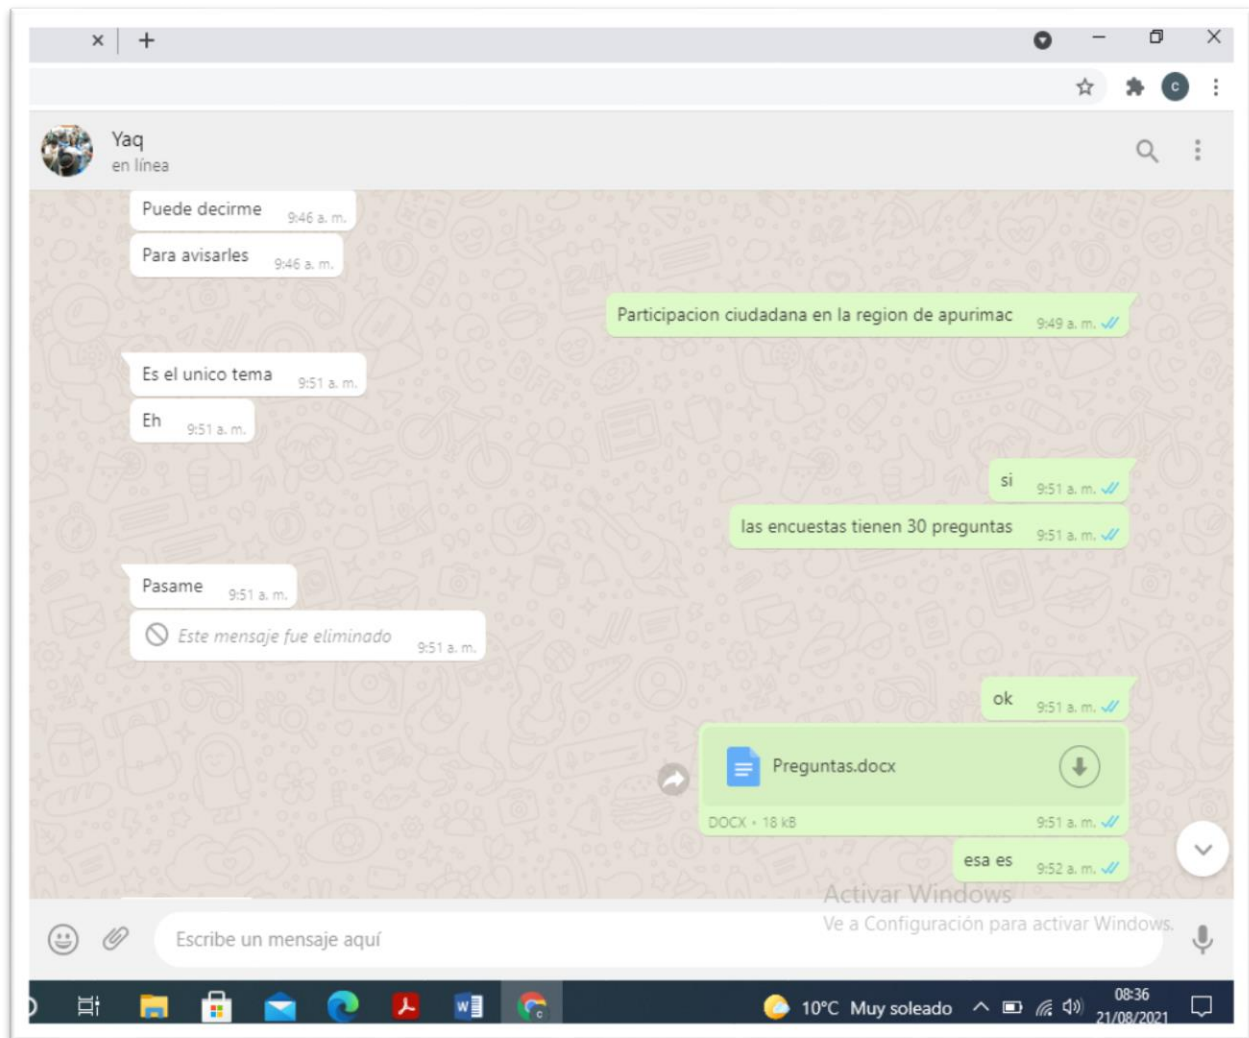 Yaq
en línea
Puede decirme 9:46 a. m.
Para avisarles 9:46 a. m.
Participacion ciudadana en la region de apurimac 9:49 a. m.
Es el unico tema 9:51 a. m.
Eh 9:51 a. m.
si 9:51 a. m.
las encuestas tienen 30 preguntas 9:51 a. m.
Pasame 9:51 a. m.
Este mensaje fue eliminado 9:51 a. m.
ok 9:51 a. m.
Preguntas.docx
DOCX • 18 kB 9:51 a. m.
esa es 9:52 a. m.
Activar Windows
Ve a Configuración para activar Windows.
Escribe un mensaje aquí
10°C Muy soleado
08:36
21/08/2021